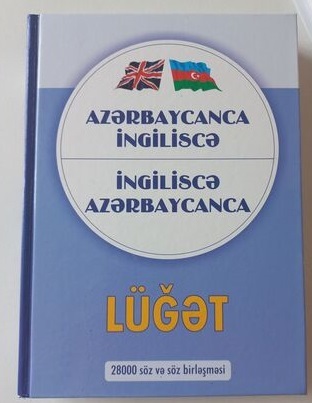 AZƏRBAYCANCA
İNGİLİSCƏ
İNGİLİSCƏ
AZƏRBAYCANCA
LÜĞƏT
28000 söz və söz birləşməsi